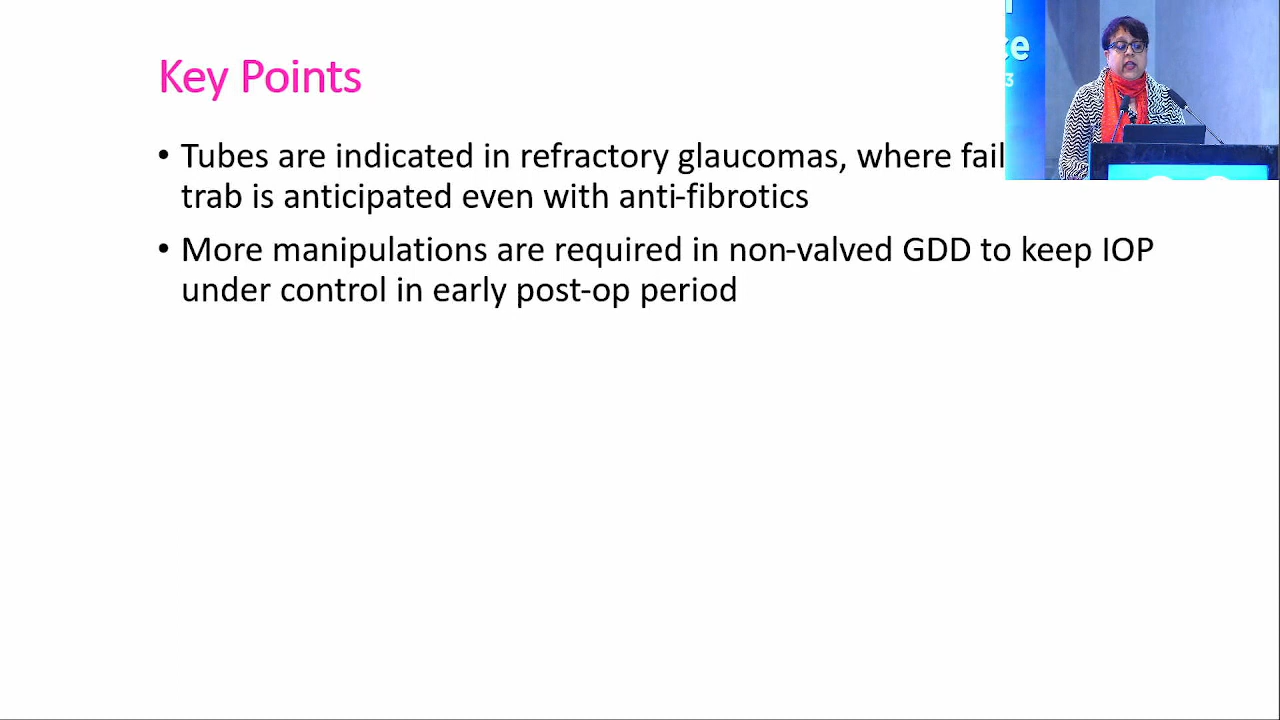 Key Points
• Tubes are indicated in refractory glaucomas, where fail
trab is anticipated even with anti-fibrotics
• More manipulations are required in non-valved GDD to keep IOP
under control in early post-op period